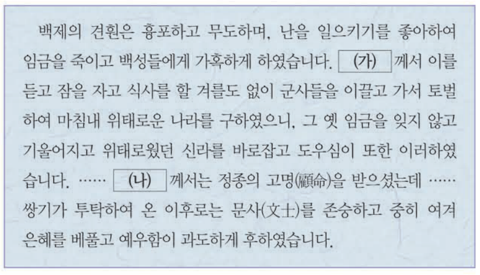 백제의 견훤은 흉포하고 무도하며, 난을 일으키기를 좋아하여
임금을 죽이고 백성들에게 가혹하게 하였습니다. (가) 께서 이를
듣고 잠을 자고 식사를 할 겨를도 없이 군사들을 이끌고 가서 토벌
하여 마침내 위태로운 나라를 구하였으니, 그 옛 임금을 잊지 않고
기울어지고 위태로웠던 신라를 바로잡고 도우심이 또한 이러하였
습니다. …… (나) 께서는 정종의 고명(顧命)을 받으셨는데 ……
쌍기가 투탁하여 온 이후로는 문사(文士)를 존숭하고 중히 여겨
은혜를 베풀고 예우함이 과도하게 후하였습니다.